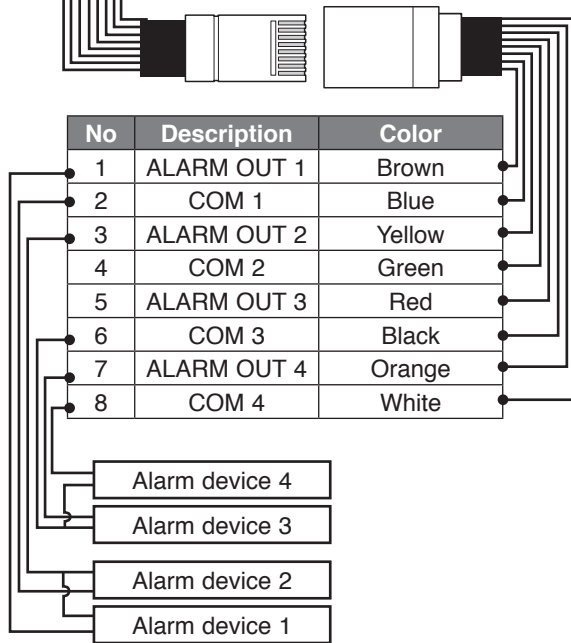 No Description Color
1 ALARM OUT 1 Brown
2 COM 1 Blue
3 ALARM OUT 2 Yellow
4 COM 2 Green
5 ALARM OUT 3 Red
6 COM 3 Black
7 ALARM OUT 4 Orange
8 COM 4 White
Alarm device 4
Alarm device 3
Alarm device 2
Alarm device 1